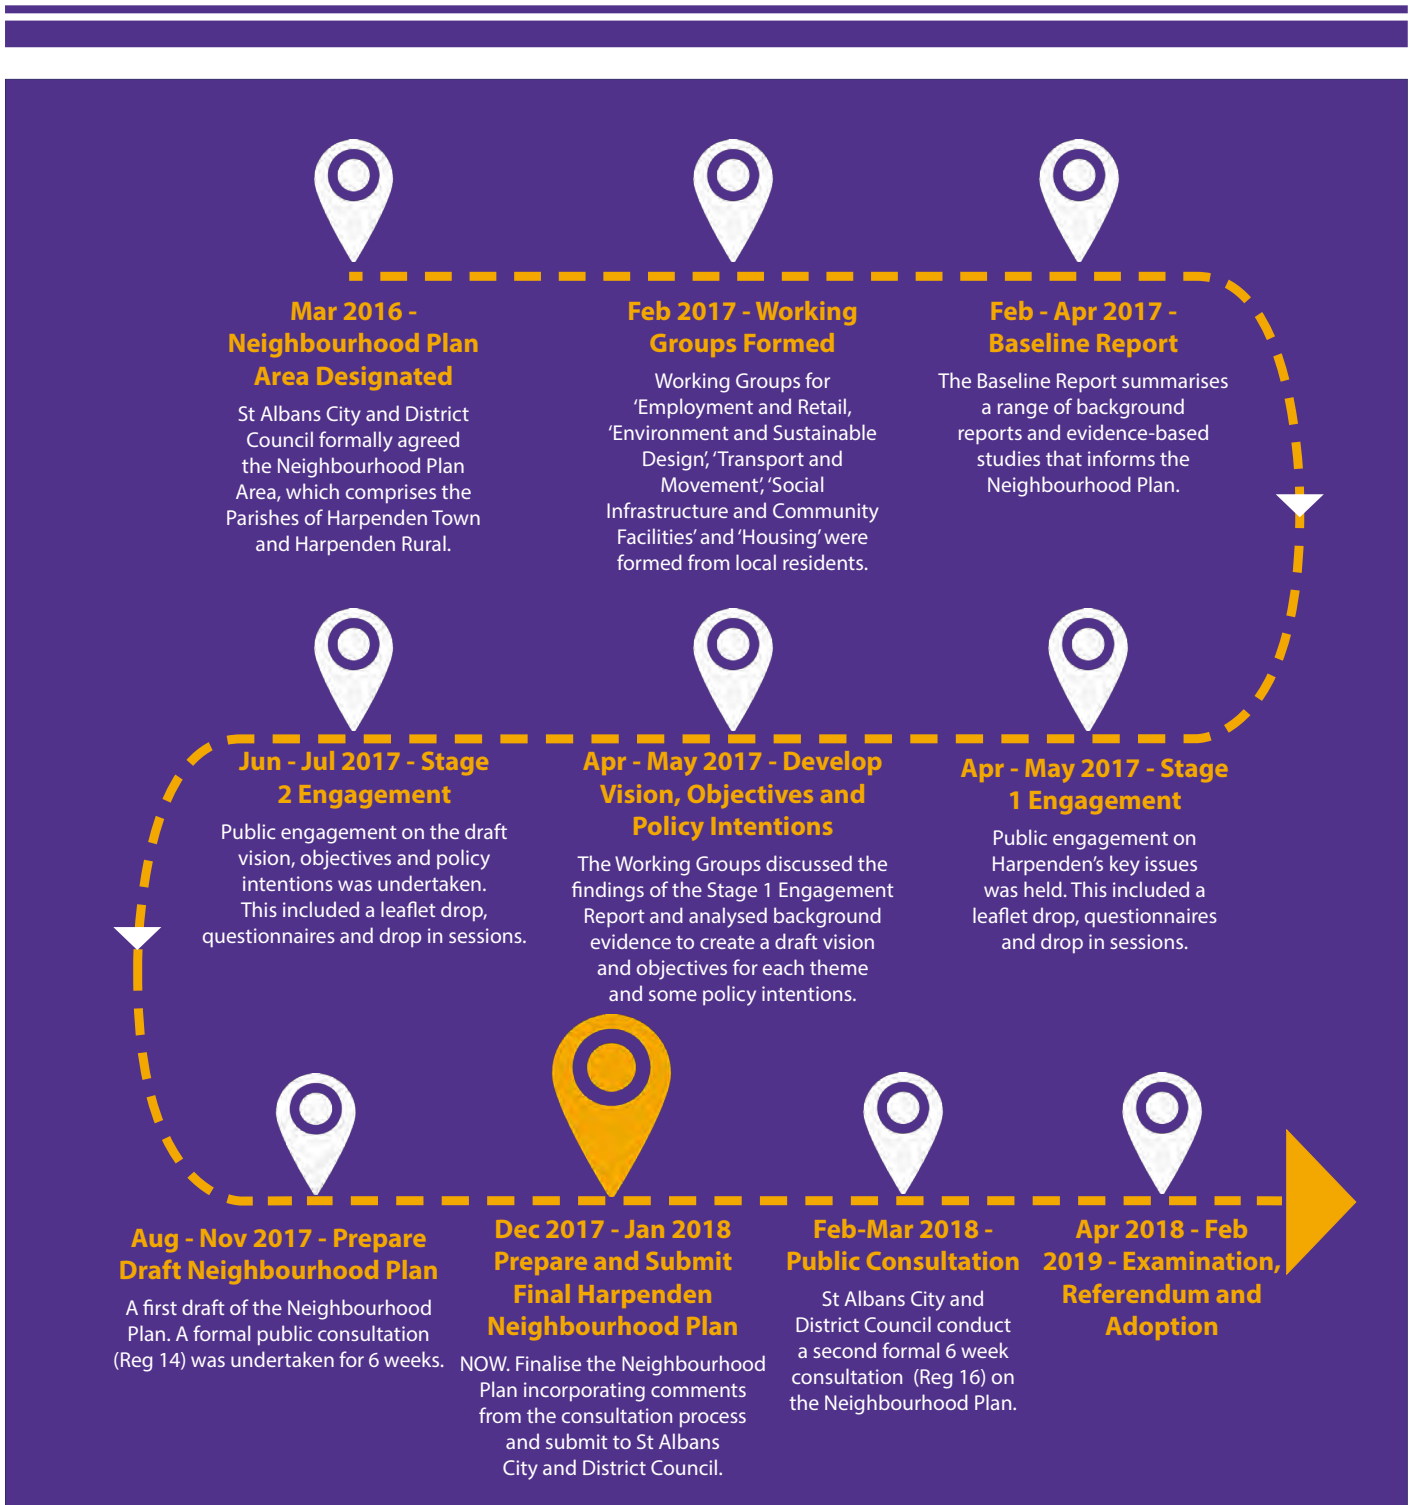 Mar 2016 -
Neighbourhood Plan
Area Designated
St Albans City and District
Council formally agreed
the Neighbourhood Plan
Area, which comprises the
Parishes of Harpenden Town
and Harpenden Rural.
Feb 2017 - Working
Groups Formed
Working Groups for
‘Employment and Retail,
‘Environment and Sustainable
Design’, ‘Transport and
Movement’, ‘Social
Infrastructure and Community
Facilities’ and ‘Housing’ were
formed from local residents.
Feb - Apr 2017 -
Baseline Report
The Baseline Report summarises
a range of background
reports and evidence-based
studies that informs the
Neighbourhood Plan.
Apr - May 2017 - Stage
1 Engagement
Public engagement on
Harpenden’s key issues
was held. This included a
leaflet drop, questionnaires
and drop in sessions.
Apr - May 2017 - Develop
Vision, Objectives and
Policy Intentions
The Working Groups discussed the
findings of the Stage 1 Engagement
Report and analysed background
evidence to create a draft vision
and objectives for each theme
and some policy intentions.
Jun - Jul 2017 - Stage
2 Engagement
Public engagement on the draft
vision, objectives and policy
intentions was undertaken.
This included a leaflet drop,
questionnaires and drop in sessions.
Aug - Nov 2017 - Prepare
Draft Neighbourhood Plan
A first draft of the Neighbourhood
Plan. A formal public consultation
(Reg 14) was undertaken for 6 weeks.
Dec 2017 - Jan 2018
Prepare and Submit
Final Harpenden
Neighbourhood Plan
NOW. Finalise the Neighbourhood
Plan incorporating comments
from the consultation process
and submit to St Albans
City and District Council.
Feb-Mar 2018 -
Public Consultation
St Albans City and
District Council conduct
a second formal 6 week
consultation (Reg 16) on
the Neighbourhood Plan.
Apr 2018 - Feb
2019 - Examination,
Referendum and
Adoption